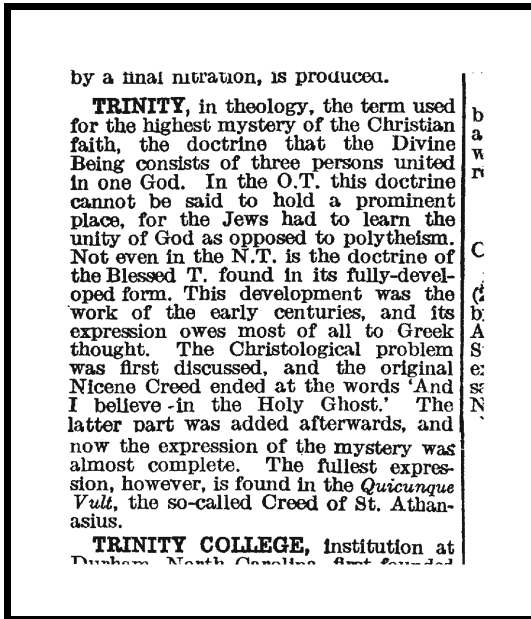 by a final nitration, is produced.
TRINITY, in theology, the term used
for the highest mystery of the Christian
faith, the doctrine that the Divine
Being consists of three persons united
in one God. In the O.T. this doctrine
cannot be said to hold a prominent
place, for the Jews had to learn the
unity of God as opposed to polytheism.
Not even in the N.T. is the doctrine of
the Blessed T. found in its fully-devel-
oped form. This development was the
work of the early centuries, and its
expression owes most of all to Greek
thought. The Christological problem
was first discussed, and the original
Nicene Creed ended at the words 'And
I believe in the Holy Ghost.' The
latter part was added afterwards, and
now the expression of the mystery was
almost complete. The fullest expres-
sion, however, is found in the Quicunque
Vult, the so-called Creed of St. Athan-
asius.
TRINITY COLLEGE, institution at
Durham, North Carolina, first founded